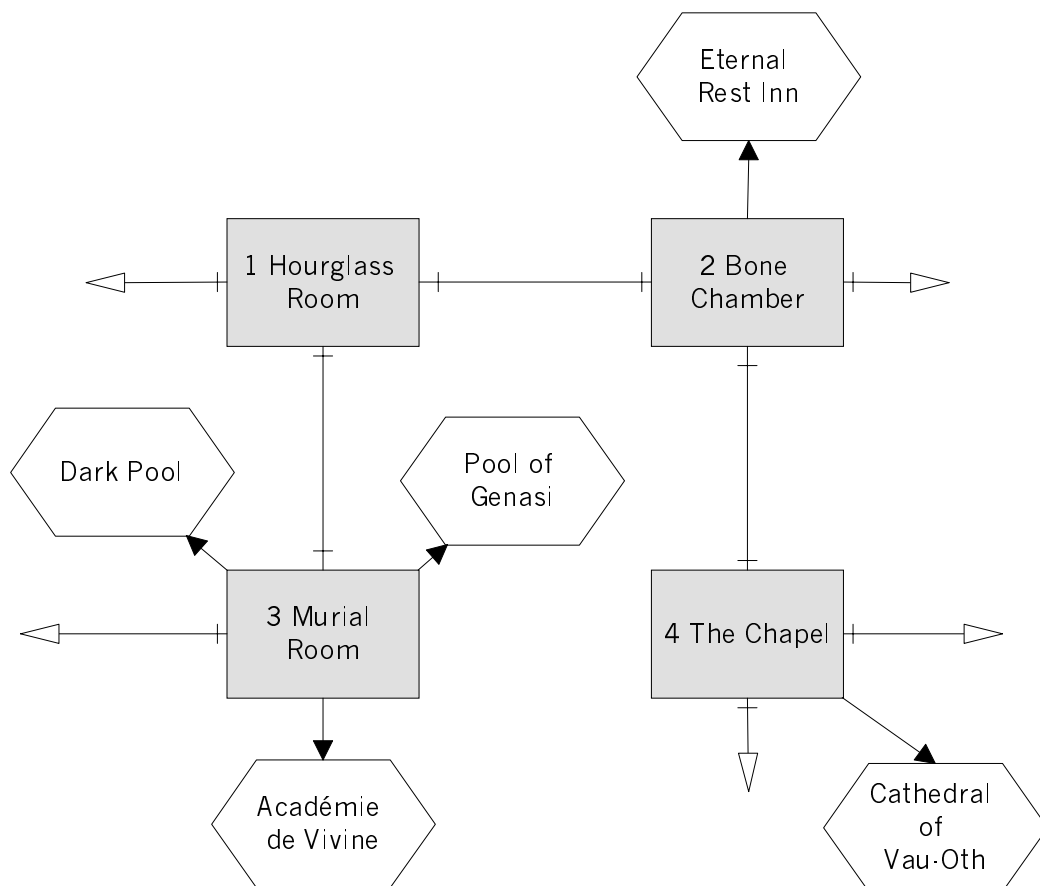 Eternal
Rest Inn
1 Hourglass
Room
2 Bone
Chamber
Dark Pool
Pool of
Genasi
3 Murial
Room
4 The Chapel
Académie
de Vivine
Cathedral
of
Vau-Oth